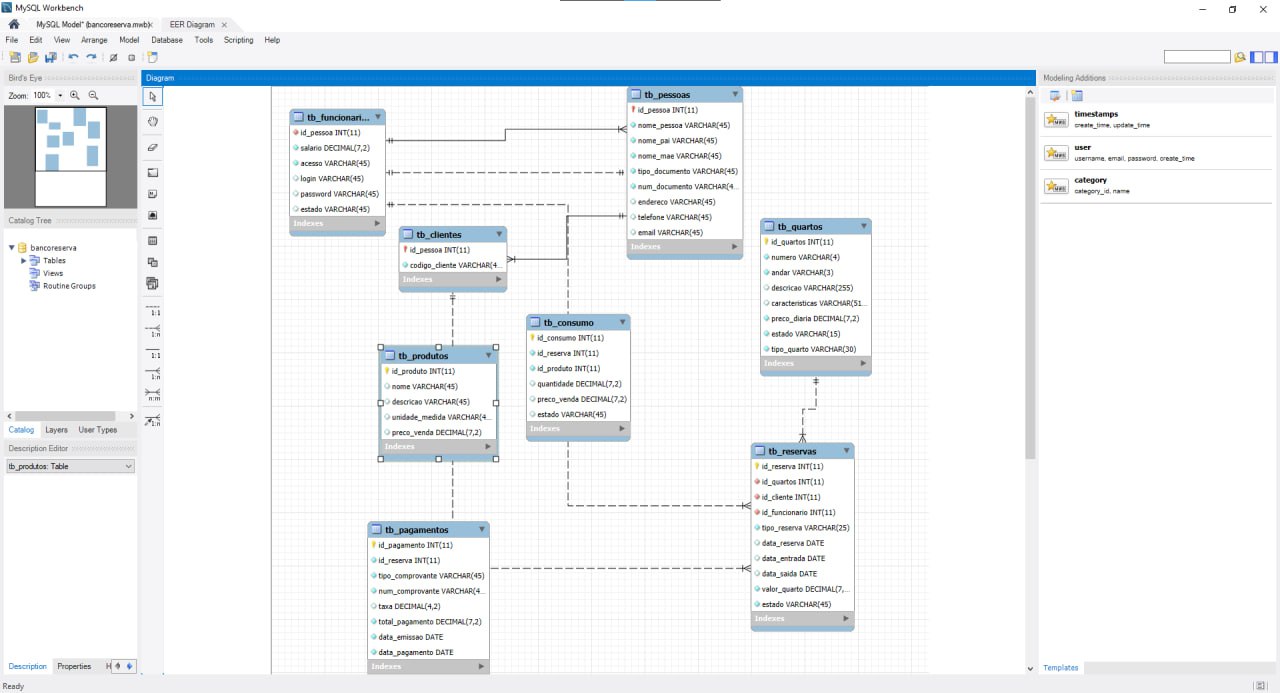 MySQL Workbench
MySQL Model* (bancoreserva.mwb)
EER Diagram
File Edit View Arrange Model Database Tools Scripting Help
Bird's Eye
Zoom: 100%
Catalog Tree
bancoreserva
Tables
Views
Routine Groups
Catalog Layers User Types
Description Editor
tb_produtos: Table
Description Properties H
Ready
Diagram
1:1
1:n
1:1
1:n
n:m
1:n
tb_funcionari...
id_pessoa INT(11)
salario DECIMAL(7,2)
acesso VARCHAR(45)
login VARCHAR(45)
password VARCHAR(45)
estado VARCHAR(45)
Indexes
tb_pessoas
id_pessoa INT(11)
nome_pessoa VARCHAR(45)
nome_pai VARCHAR(45)
nome_mae VARCHAR(45)
tipo_documento VARCHAR(45)
num_documento VARCHAR(4...
endereco VARCHAR(45)
telefone VARCHAR(45)
email VARCHAR(45)
Indexes
tb_clientes
id_pessoa INT(11)
codigo_cliente VARCHAR(4...
Indexes
tb_quartos
id_quartos INT(11)
numero VARCHAR(4)
andar VARCHAR(3)
descricao VARCHAR(255)
caracteristicas VARCHAR(51...
preco_diaria DECIMAL(7,2)
estado VARCHAR(15)
tipo_quarto VARCHAR(30)
Indexes
tb_consumo
id_consumo INT(11)
id_reserva INT(11)
id_produto INT(11)
quantidade DECIMAL(7,2)
preco_venda DECIMAL(7,2)
estado VARCHAR(45)
Indexes
tb_produtos
id_produto INT(11)
nome VARCHAR(45)
descricao VARCHAR(45)
unidade_medida VARCHAR(4...
preco_venda DECIMAL(7,2)
Indexes
tb_reservas
id_reserva INT(11)
id_quartos INT(11)
id_cliente INT(11)
id_funcionario INT(11)
tipo_reserva VARCHAR(25)
data_reserva DATE
data_entrada DATE
data_saida DATE
valor_quarto DECIMAL(7,...
estado VARCHAR(45)
Indexes
tb_pagamentos
id_pagamento INT(11)
id_reserva INT(11)
tipo_comprovante VARCHAR(45)
num_comprovante VARCHAR(4...
taxa DECIMAL(4,2)
total_pagamento DECIMAL(7,2)
data_emissao DATE
data_pagamento DATE
Indexes
Modeling Additions
timestamps
create_time, update_time
user
username, email, password, create_time
category
category_id, name
Templates